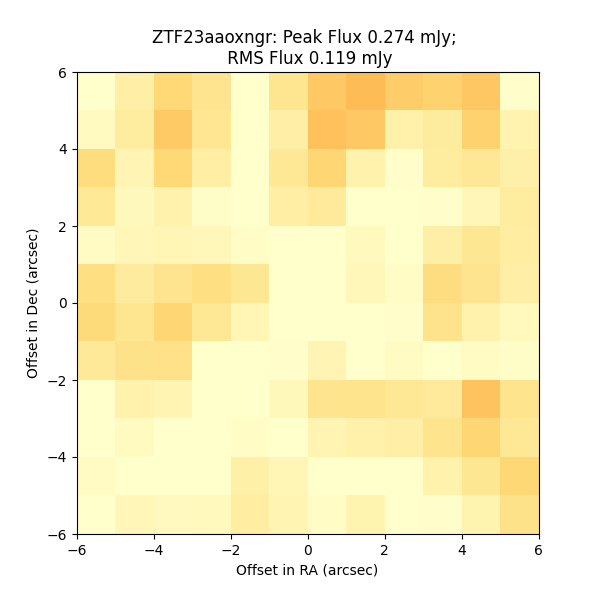 ZTF23aaoxngr: Peak Flux 0.274 mJy;
RMS Flux 0.119 mJy
6
4
2
0
−2
−4
−6
Offset in Dec (arcsec)
−6 −4 −2 0 2 4 6
Offset in RA (arcsec)